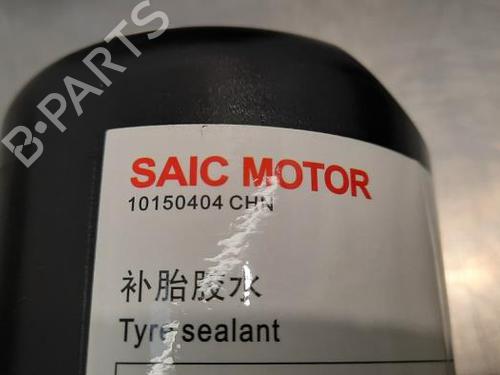 B-PARTS
SAIC MOTOR
10150404 CHN
补胎胶水
Tyre sealant